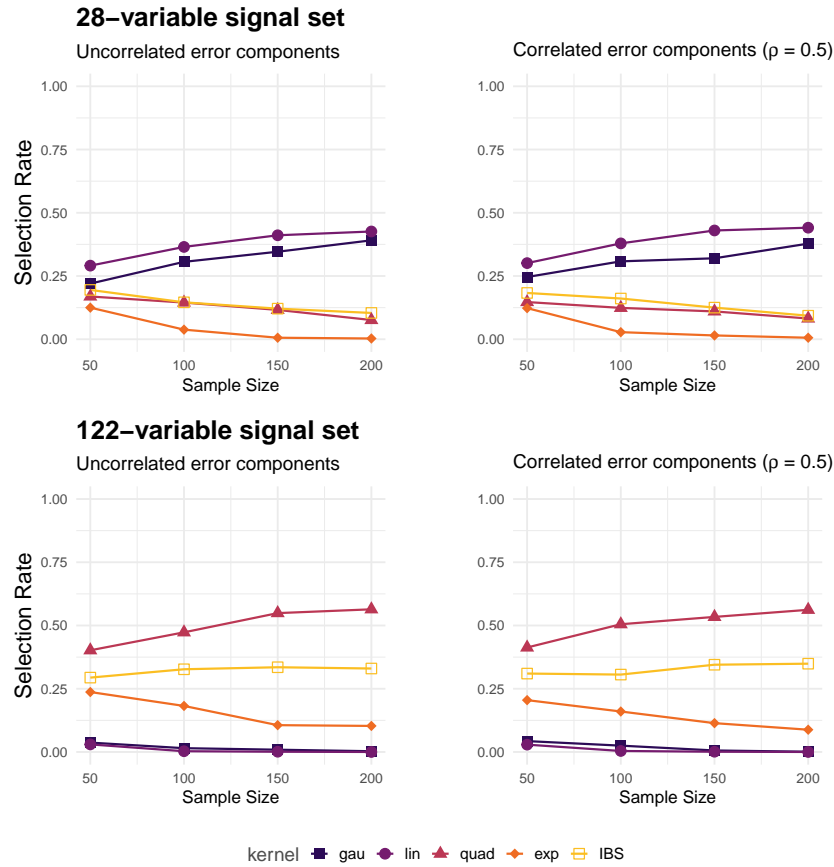 28−variable signal set
Uncorrelated error components
Correlated error components (ρ = 0.5)
Selection Rate
1.00
0.75
0.50
0.25
0.00
50 100 150 200
Sample Size
1.00
0.75
0.50
0.25
0.00
50 100 150 200
Sample Size
122−variable signal set
Uncorrelated error components
Correlated error components (ρ = 0.5)
Selection Rate
1.00
0.75
0.50
0.25
0.00
50 100 150 200
Sample Size
1.00
0.75
0.50
0.25
0.00
50 100 150 200
Sample Size
kernel gau lin quad exp IBS